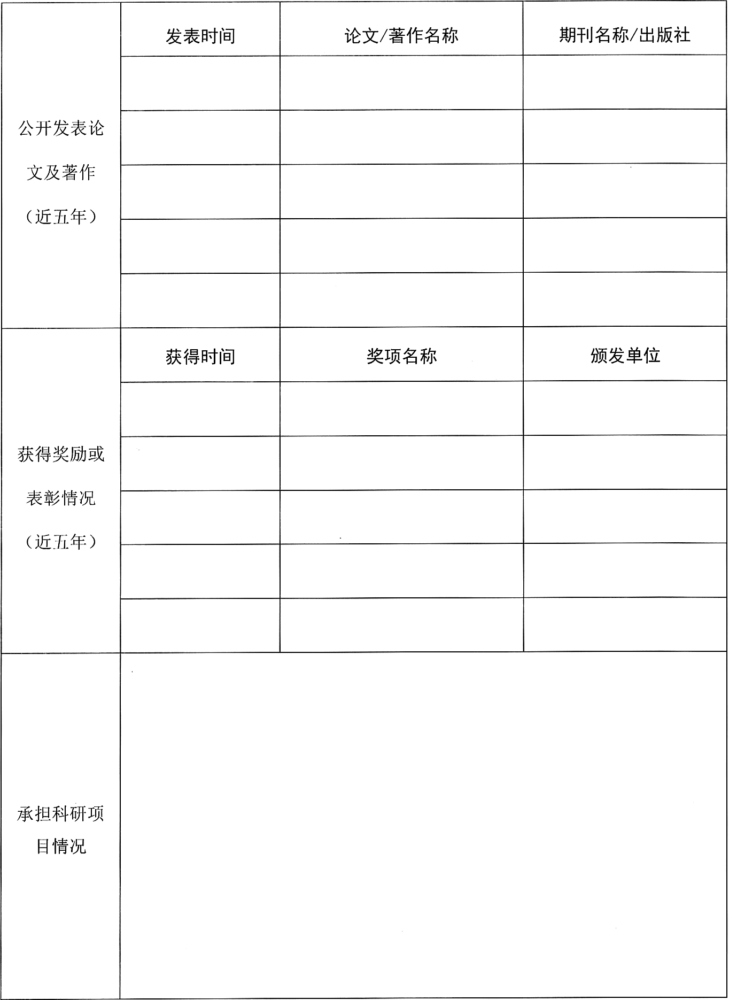 发表时间
论文/著作名称
期刊名称/出版社
公开发表论
文及著作
（近五年）
获得时间
奖项名称
颁发单位
获得奖励或
表彰情况
（近五年）
承担科研项
目情况